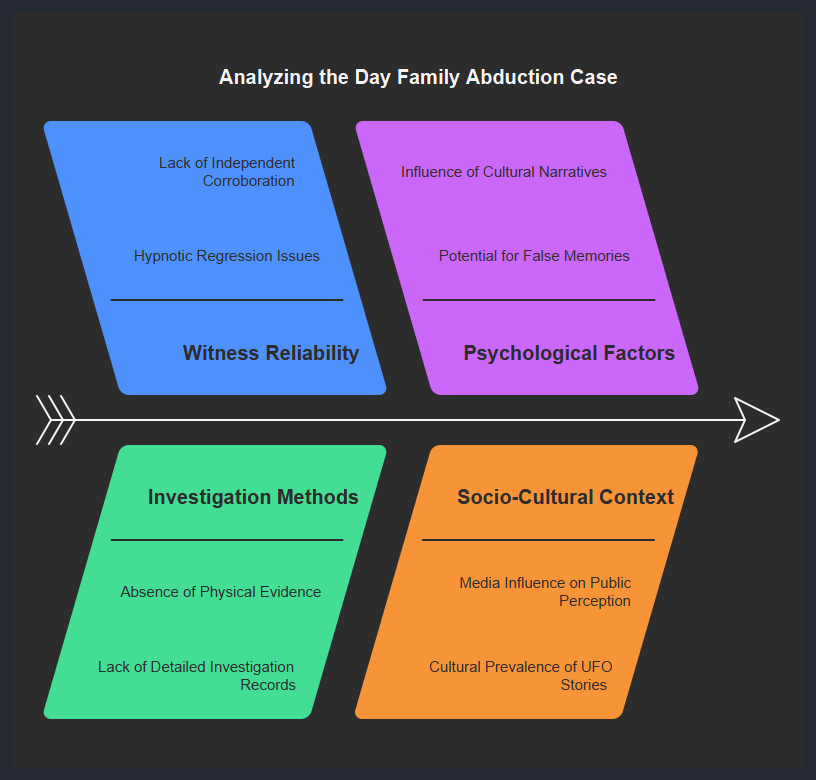 Analyzing the Day Family Abduction Case
Lack of Independent
Corroboration
Hypnotic Regression Issues
Witness Reliability
Influence of Cultural Narratives
Potential for False Memories
Psychological Factors
Investigation Methods
Absence of Physical Evidence
Lack of Detailed Investigation
Records
Socio-Cultural Context
Media Influence on Public
Perception
Cultural Prevalence of UFO
Stories